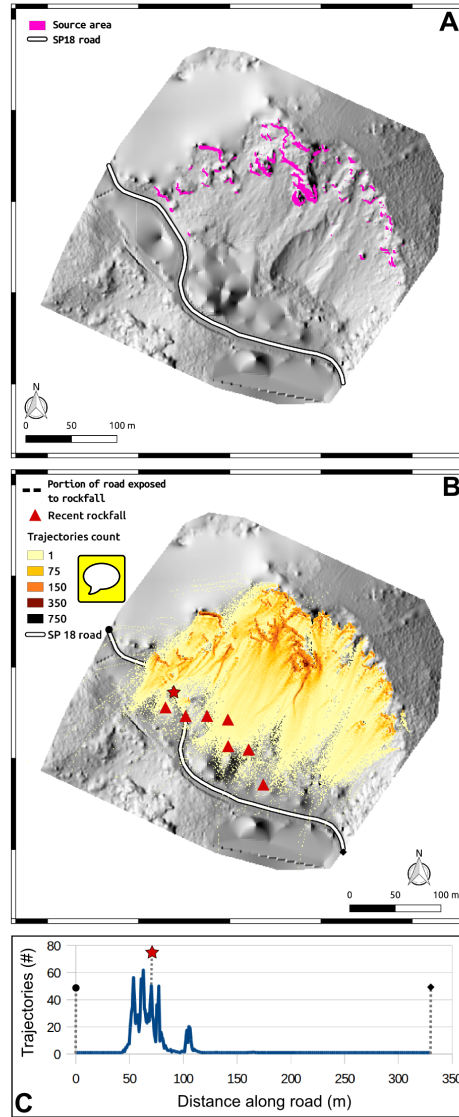 A
Source area
SP18 road
N
0 50 100 m
B
Portion of road exposed
to rockfall
Recent rockfall
Trajectories count
1
75
150
350
750
SP 18 road
N
0 50 100 m
80
60
40
20
0
Trajectories (#)
0 50 100 150 200 250 300 350
Distance along road (m)
C